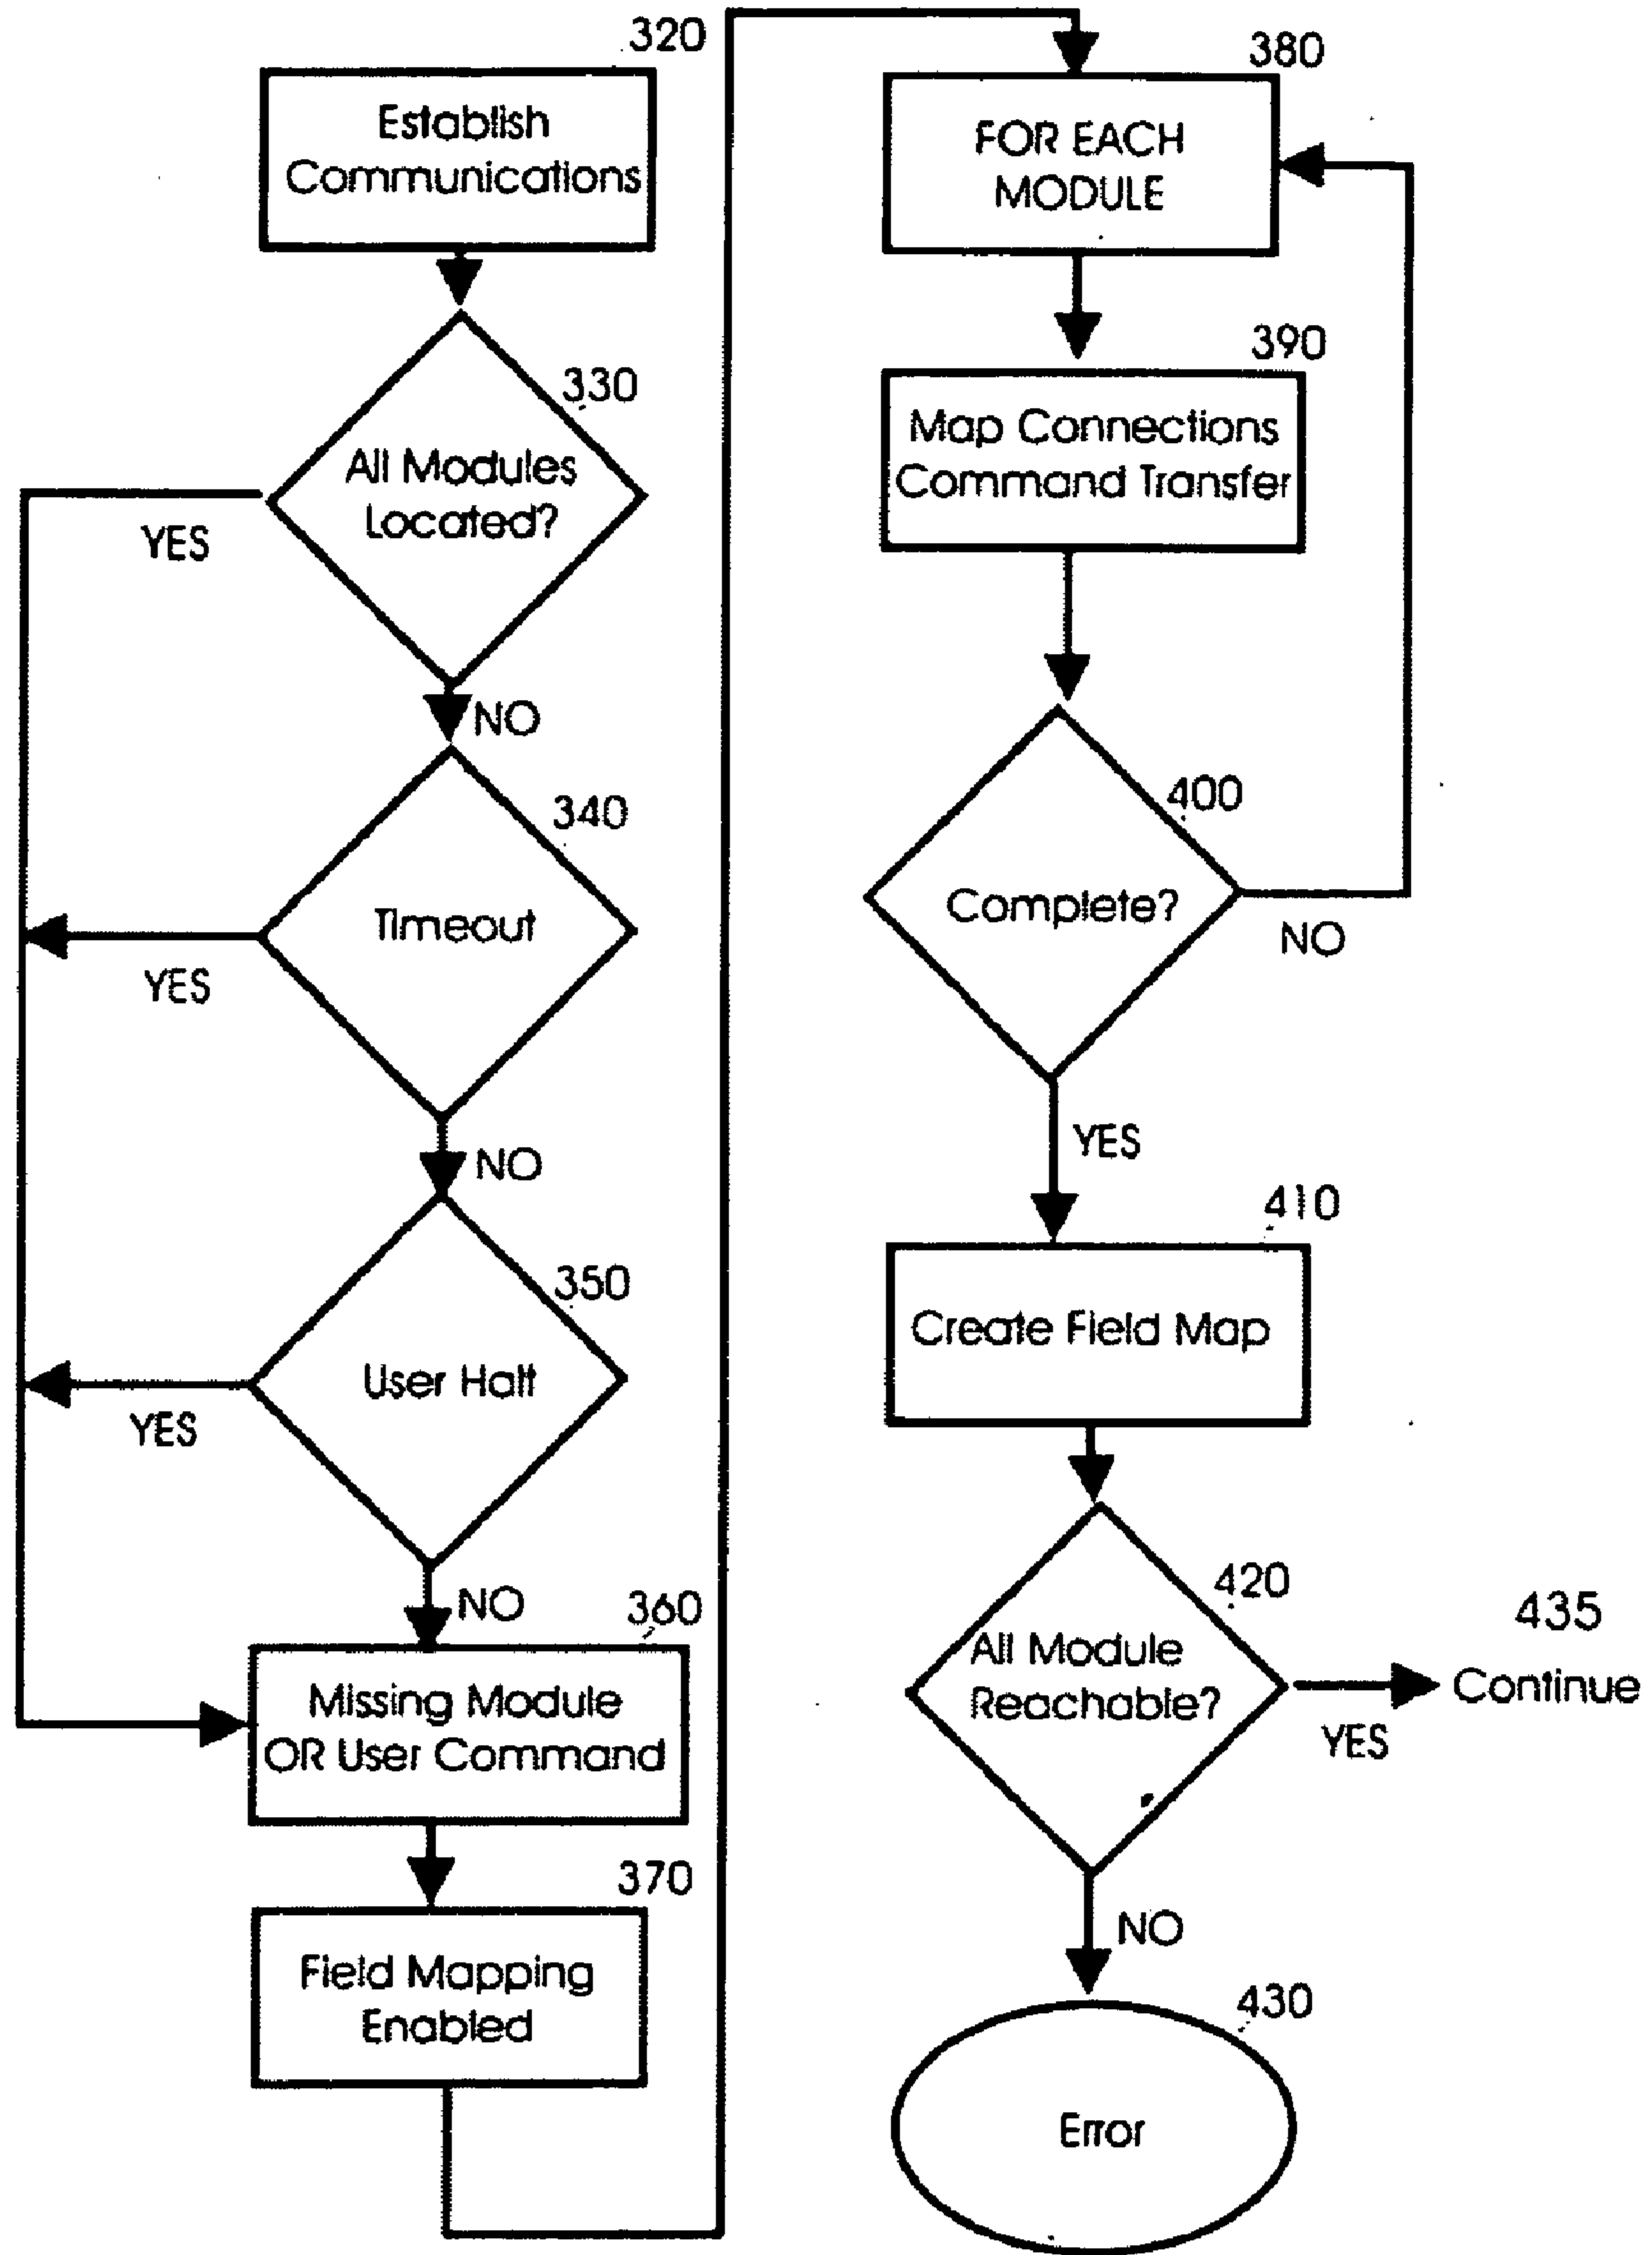 320
Establish
Communications
330
All Modules
Located?
YES
NO
340
Timeout
YES
NO
350
User Halt
YES
NO
360
Missing Module
OR User Command
370
Field Mapping
Enabled
380
FOR EACH
MODULE
390
Map Connections
Command Transfer
400
Complete?
NO
YES
410
Create Field Map
420
All Module
Reachable?
435
Continue
YES
NO
430
Error